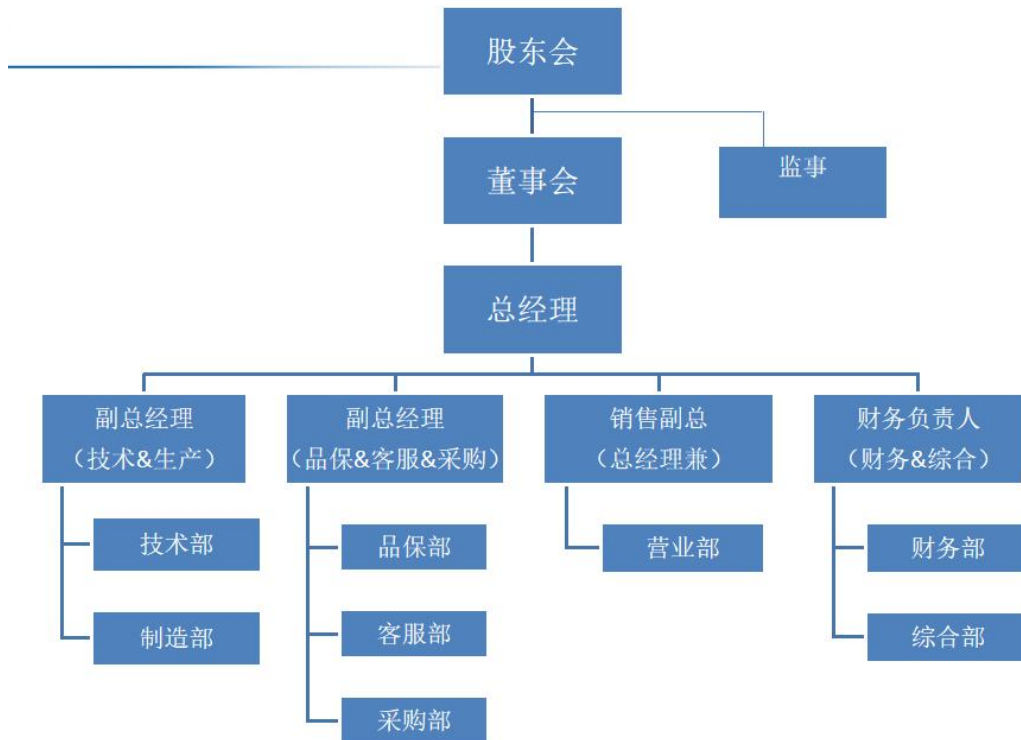 股东会
董事会
监事
总经理
副总经理
（技术&生产）
副总经理
（品保&客服&采购）
销售副总
（总经理兼）
财务负责人
（财务&综合）
技术部
品保部
营业部
财务部
制造部
客服部
综合部
采购部